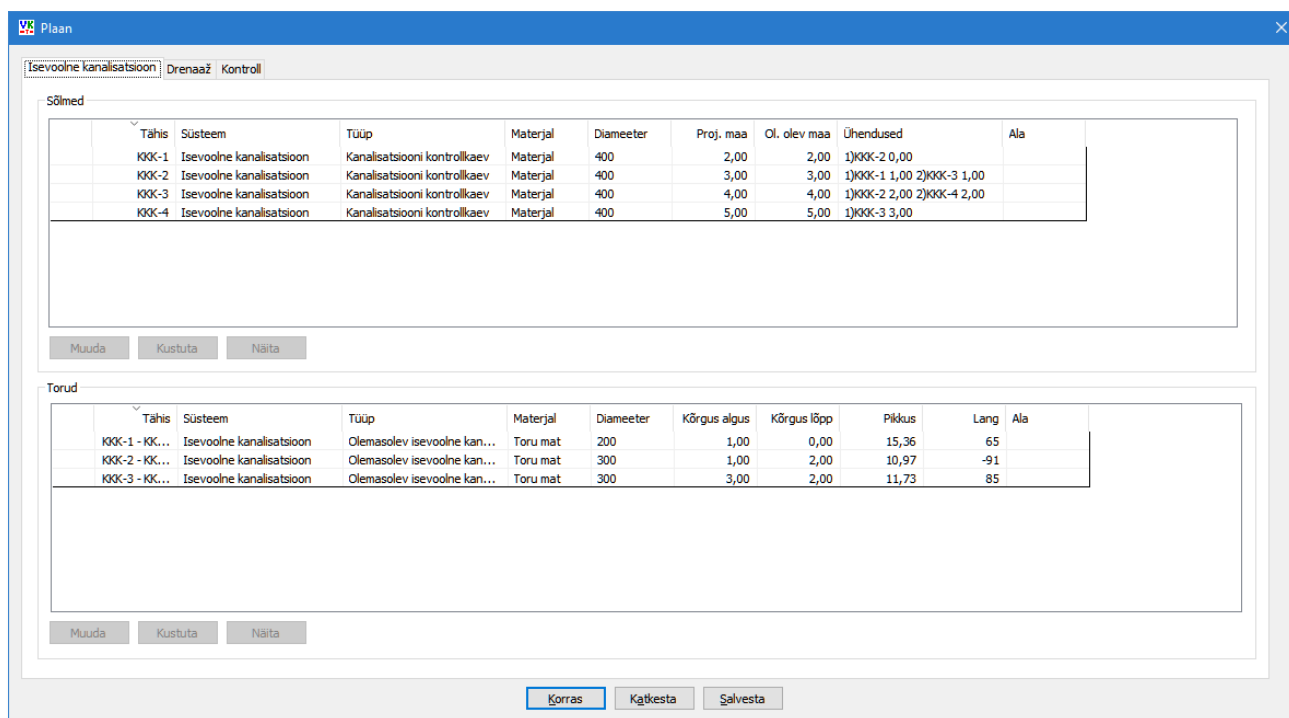 VK Plaan
Isevoolne kanalisatsioon Drenaaž Kontroll
Sõlmed
Tähis Süsteem Tüüp Materjal Diameeter Proj. maa Ol. olev maa Ühendused Ala
KKK-1 Isevoolne kanalisatsioon Kanalisatsiooni kontrollkaev Materjal 400 2,00 2,00 1)KKK-2 0,00
KKK-2 Isevoolne kanalisatsioon Kanalisatsiooni kontrollkaev Materjal 400 3,00 3,00 1)KKK-1 1,00 2)KKK-3 1,00
KKK-3 Isevoolne kanalisatsioon Kanalisatsiooni kontrollkaev Materjal 400 4,00 4,00 1)KKK-2 2,00 2)KKK-4 2,00
KKK-4 Isevoolne kanalisatsioon Kanalisatsiooni kontrollkaev Materjal 400 5,00 5,00 1)KKK-3 3,00
Muuda Kustuta Näita
Torud
Tähis Süsteem Tüüp Materjal Diameeter Kõrgus algus Kõrgus lõpp Pikkus Lang Ala
KKK-1 - KK... Isevoolne kanalisatsioon Olemasolev isevoolne kan... Toru mat 200 1,00 0,00 15,36 65
KKK-2 - KK... Isevoolne kanalisatsioon Olemasolev isevoolne kan... Toru mat 300 1,00 2,00 10,97 -91
KKK-3 - KK... Isevoolne kanalisatsioon Olemasolev isevoolne kan... Toru mat 300 3,00 2,00 11,73 85
Muuda Kustuta Näita
Korras Katkesta Salvesta